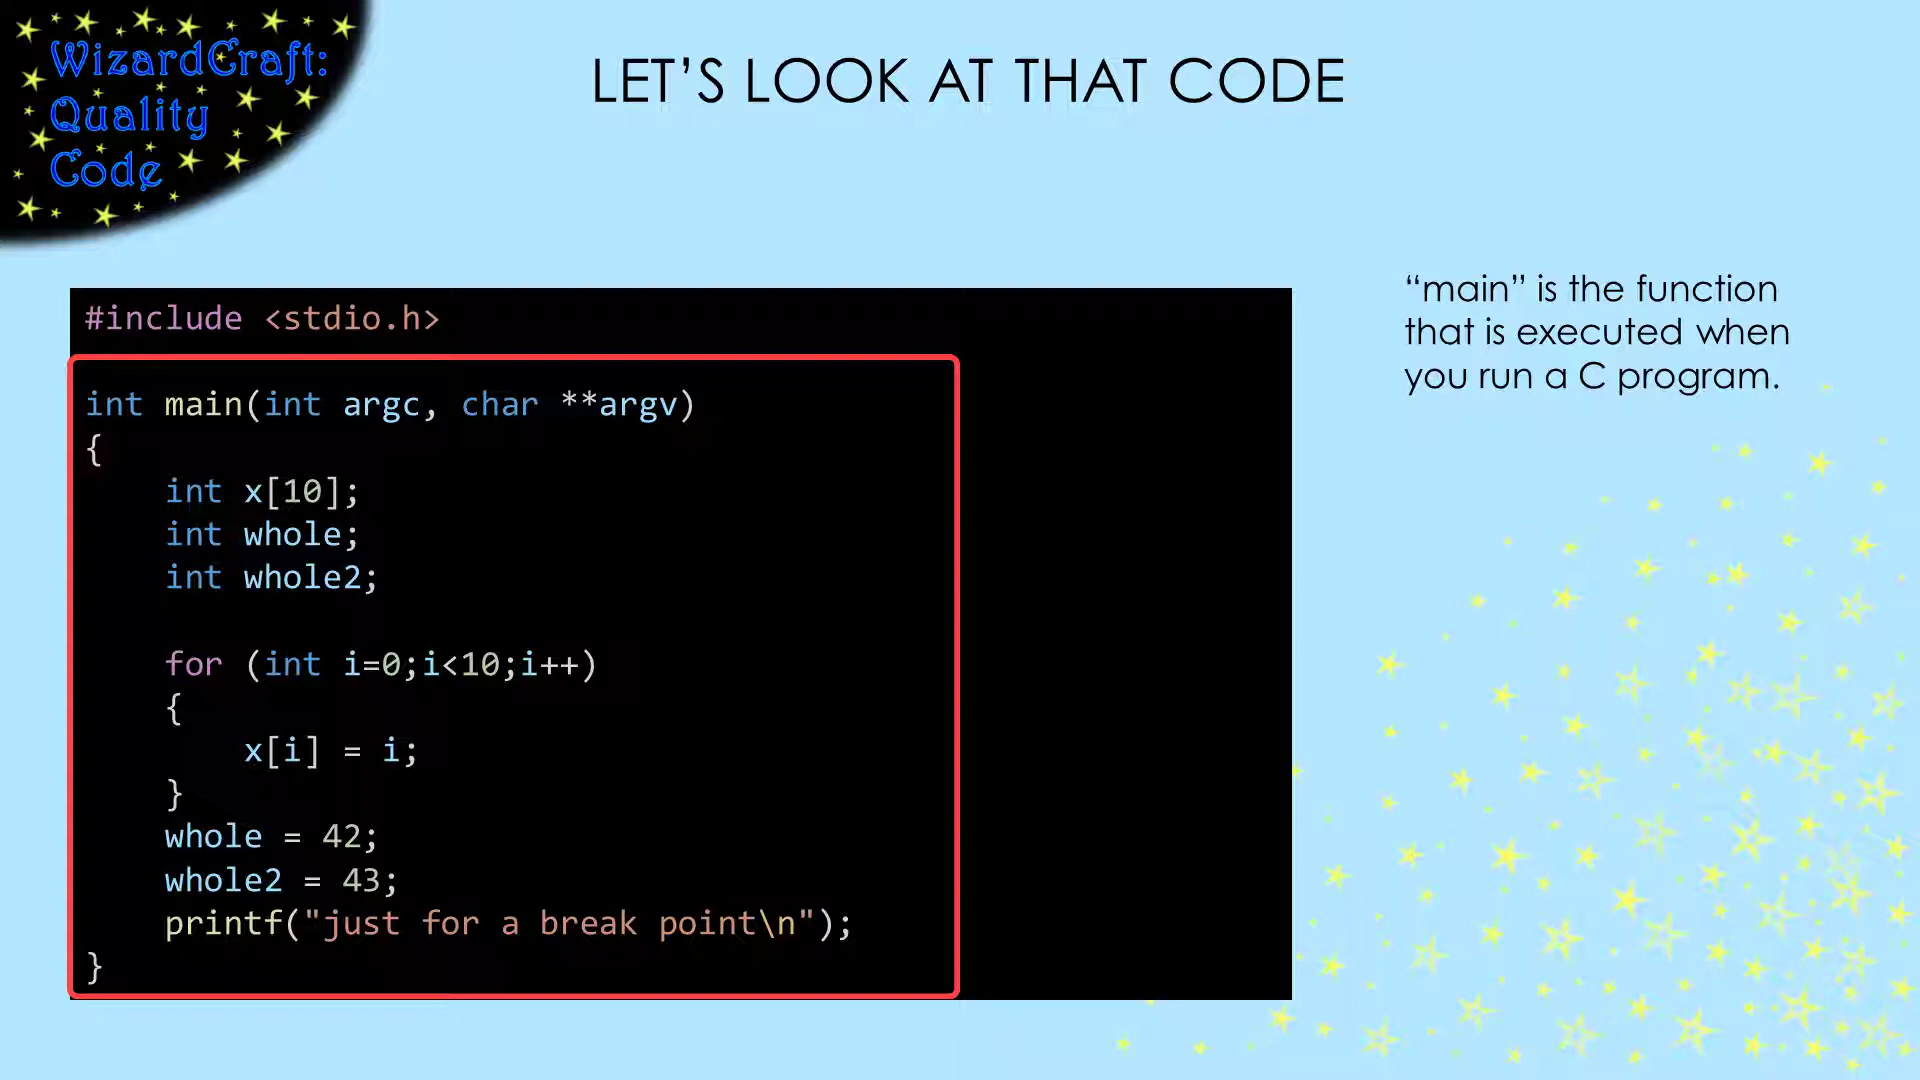 WizardCraft:
Quality
Code
LET’S LOOK AT THAT CODE
#include <stdio.h>
int main(int argc, char **argv)
{
    int x[10];
    int whole;
    int whole2;
    for (int i=0;i<10;i++)
    {
        x[i] = i;
    }
    whole = 42;
    whole2 = 43;
    printf("just for a break point\n");
}
“main” is the function
that is executed when
you run a C program.